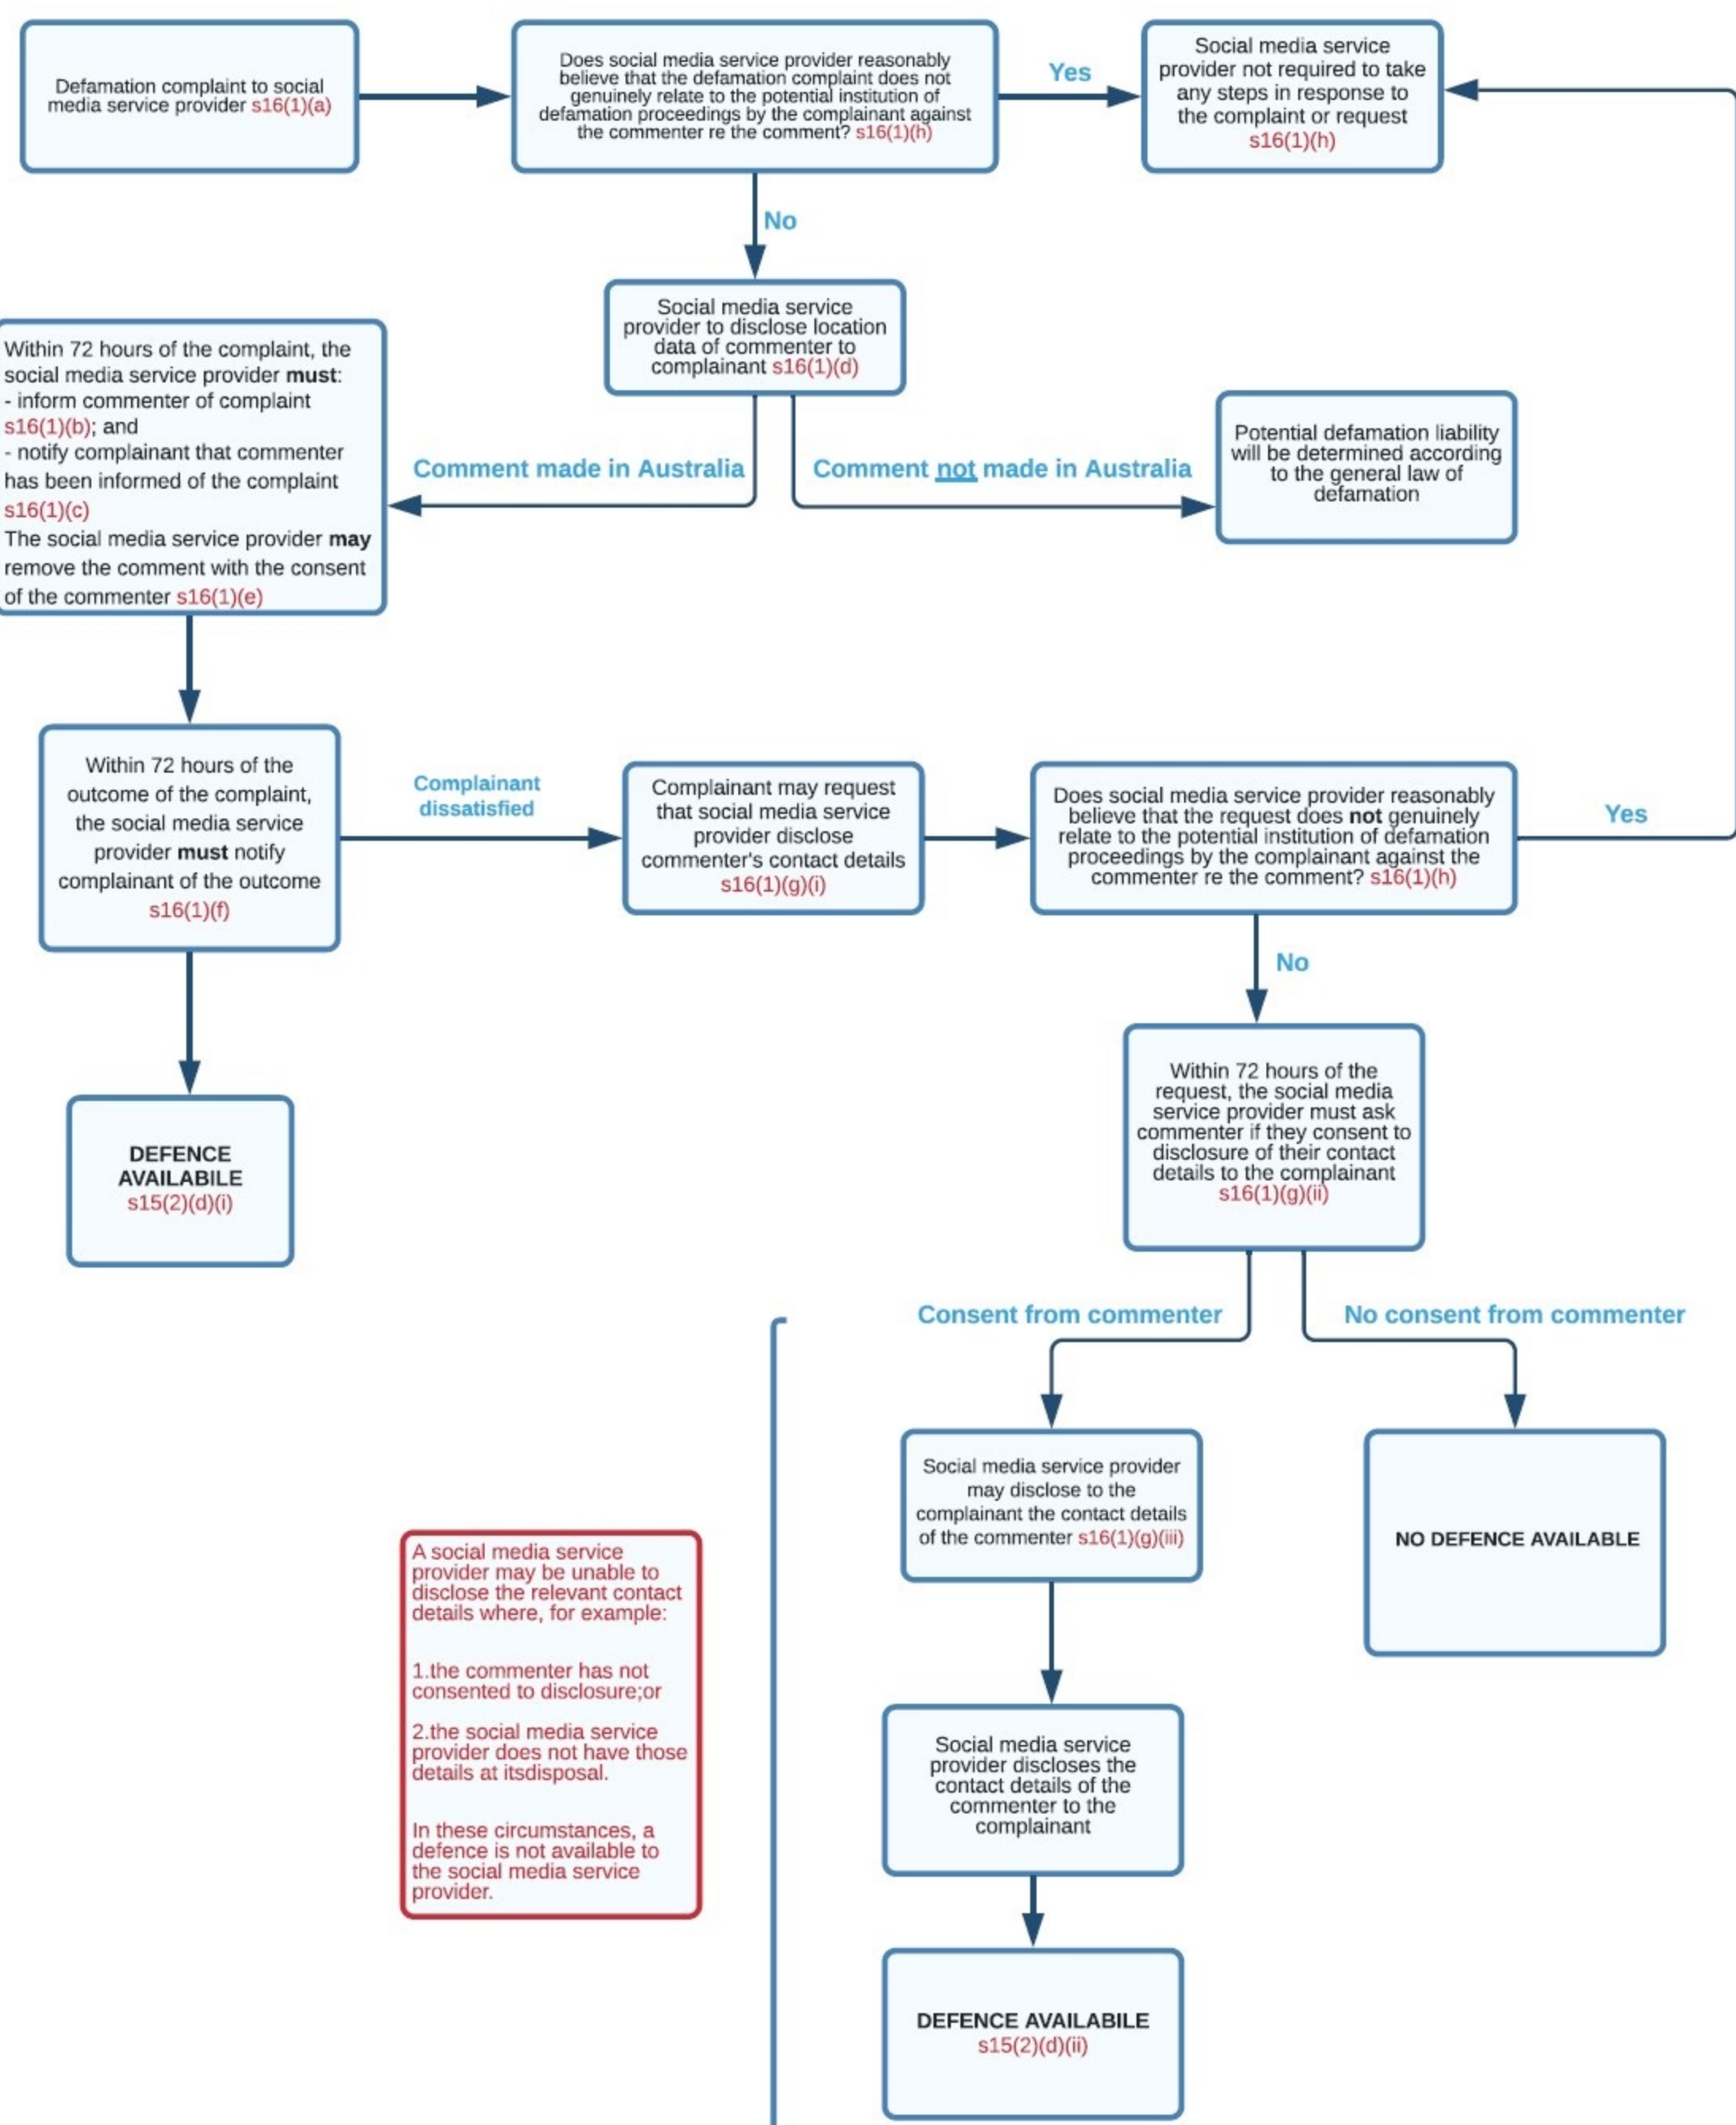 Defamation complaint to social
media service provider s16(1)(a)
Does social media service provider reasonably
believe that the defamation complaint does not
genuinely relate to the potential institution of
defamation proceedings by the complainant against
the commenter re the comment? s16(1)(h)
Yes
Social media service
provider not required to take
any steps in response to
the complaint or request
s16(1)(h)
No
Social media service
provider to disclose location
data of commenter to
complainant s16(1)(d)
Within 72 hours of the complaint, the
social media service provider must:
- inform commenter of complaint
s16(1)(b); and
- notify complainant that commenter
has been informed of the complaint
s16(1)(c)
The social media service provider may
remove the comment with the consent
of the commenter s16(1)(e)
Comment made in Australia
Comment not made in Australia
Potential defamation liability
will be determined according
to the general law of
defamation
Within 72 hours of the
outcome of the complaint,
the social media service
provider must notify
complainant of the outcome
s16(1)(f)
Complainant
dissatisfied
Complainant may request
that social media service
provider disclose
commenter's contact details
s16(1)(g)(i)
Does social media service provider reasonably
believe that the request does not genuinely
relate to the potential institution of defamation
proceedings by the complainant against the
commenter re the comment? s16(1)(h)
Yes
No
Within 72 hours of the
request, the social media
service provider must ask
commenter if they consent to
disclosure of their contact
details to the complainant
s16(1)(g)(ii)
DEFENCE
AVAILABILE
s15(2)(d)(i)
Consent from commenter
No consent from commenter
Social media service provider
may disclose to the
complainant the contact details
of the commenter s16(1)(g)(iii)
NO DEFENCE AVAILABLE
A social media service
provider may be unable to
disclose the relevant contact
details where, for example:
1.the commenter has not
consented to disclosure;or
2.the social media service
provider does not have those
details at itsdisposal.
In these circumstances, a
defence is not available to
the social media service
provider.
Social media service
provider discloses the
contact details of the
commenter to the
complainant
DEFENCE AVAILABILE
s15(2)(d)(ii)